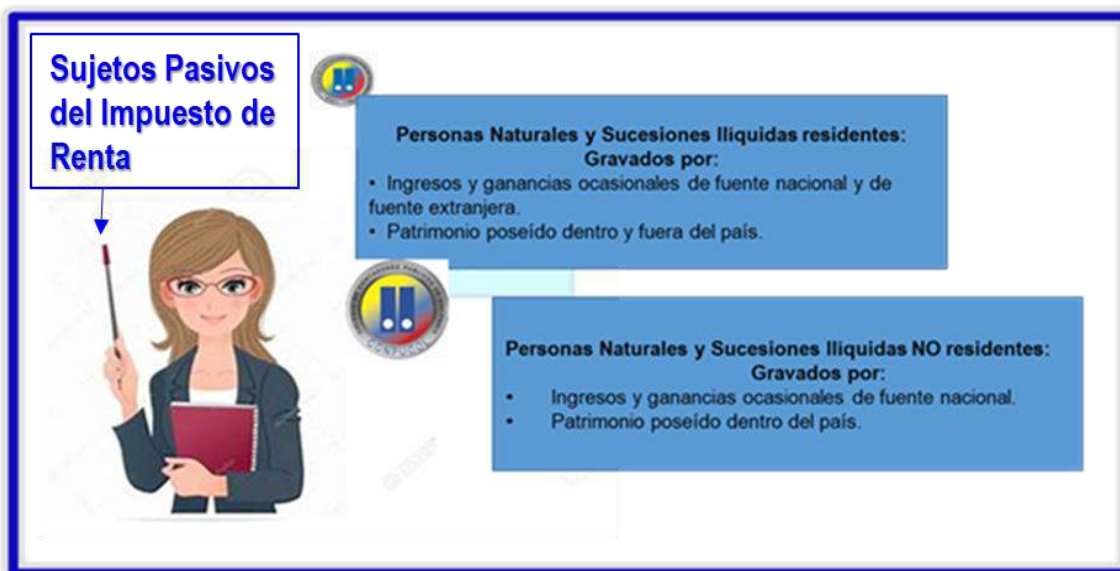 Sujetos Pasivos
del Impuesto de
Renta
Personas Naturales y Sucesiones Ilíquidas residentes:
Gravados por:
• Ingresos y ganancias ocasionales de fuente nacional y de
fuente extranjera.
• Patrimonio poseído dentro y fuera del país.
Personas Naturales y Sucesiones Ilíquidas NO residentes:
Gravados por:
• Ingresos y ganancias ocasionales de fuente nacional.
• Patrimonio poseído dentro del país.